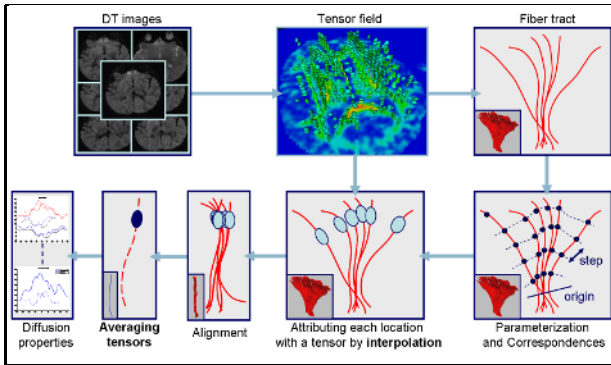 DT images
Tensor field
Fiber tract
step
origin
Diffusion
properties
Averaging
tensors
Alignment
Attributing each location
with a tensor by interpolation
Parameterization
and Correspondences